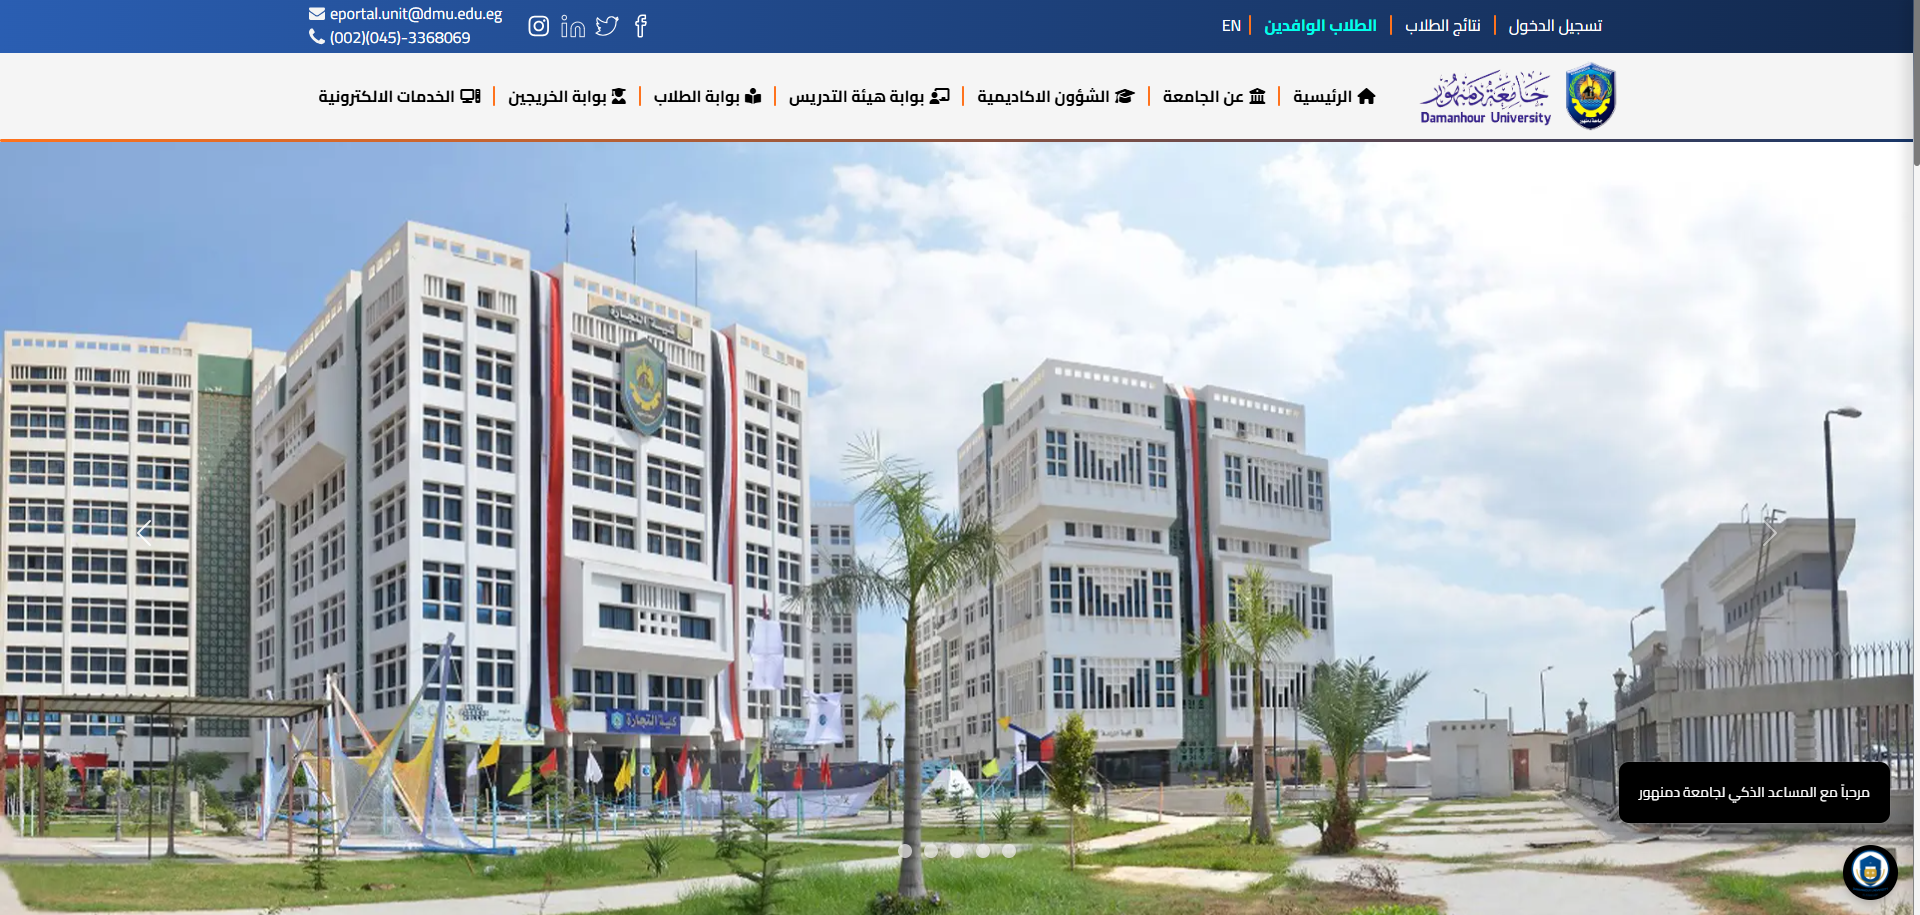 تسجيل الدخول
نتائج الطلاب
الطلاب الوافدين
EN
eportal.unit@dmu.edu.eg
(002)(045)-3368069
جامعة دمنهور
Damanhour University
الرئيسية
عن الجامعة
الشؤون الاكاديمية
بوابة هيئة التدريس
بوابة الطلاب
بوابة الخريجين
الخدمات الالكترونية
كلية التجارة
كلية التجارة
مرحباً مع المساعد الذكي لجامعة دمنهور